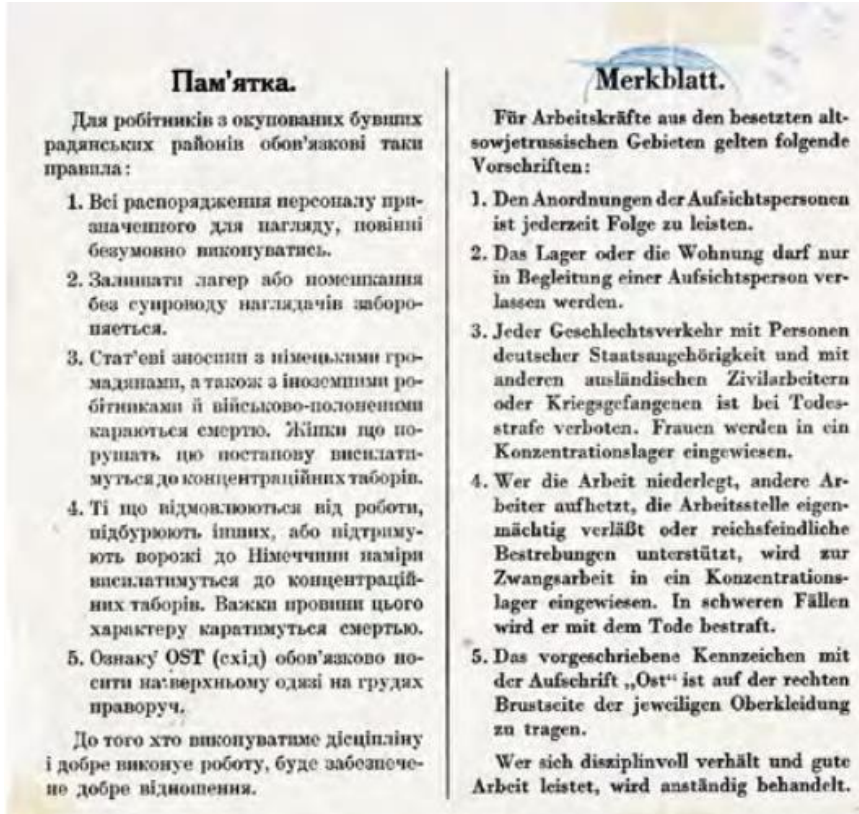 Пам’ятка.
Для робітників з окупованих бувших
радянських районів обов’язкові таки
правила:
1. Всі распорядження персоналу при-
значенного для нагляду, повінні
безумовно виконуватись.
2. Залишати лагер або помешкання
без супроводу наглядачів заборо-
няеться.
3. Стат’еві зносини з німецькими гро-
мадянами, а також з іноземними ро-
бітниками й військово-полоненими
караються смертю. Жінки що по-
рушать цю постанову висилати-
муться до концентраційних таборів.
4. Ті що відмовлюються від роботи,
підбурюють інших, або підтриму-
ють ворожі до Німеччини наміри
висилатимуться до концентрацій-
них таборів. Важки провини цього
характеру каратимуться смертью.
5. Ознаку OST (схід) обов’язково но-
сити на верхньому одязі на грудях
праворуч.
До того хто виконуватиме дісціпліну
і добре виконуе роботу, буде забезпече-
не добре відношення.
Merkblatt.
Für Arbeitskräfte aus den besetzten alt-
sowjetrussischen Gebieten gelten folgende
Vorschriften:
1. Den Anordnungen der Aufsichtspersonen
ist jederzeit Folge zu leisten.
2. Das Lager oder die Wohnung darf nur
in Begleitung einer Aufsichtsperson ver-
lassen werden.
3. Jeder Geschlechtsverkehr mit Personen
deutscher Staatsangehörigkeit und mit
anderen ausländischen Zivilarbeitern
oder Kriegsgefangenen ist bei Todes-
strafe verboten. Frauen werden in ein
Konzentrationslager eingewiesen.
4. Wer die Arbeit niederlegt, andere Ar-
beiter aufhetzt, die Arbeitsstelle eigen-
mächtig verläßt oder reichsfeindliche
Bestrebungen unterstützt, wird zur
Zwangsarbeit in ein Konzentrations-
lager eingewiesen. In schweren Fällen
wird er mit dem Tode bestraft.
5. Das vorgeschriebene Kennzeichen mit
der Aufschrift „Ost“ ist auf der rechten
Brustseite der jeweiligen Oberkleidung
zu tragen.
Wer sich disziplinvoll verhält und gute
Arbeit leistet, wird anständig behandelt.